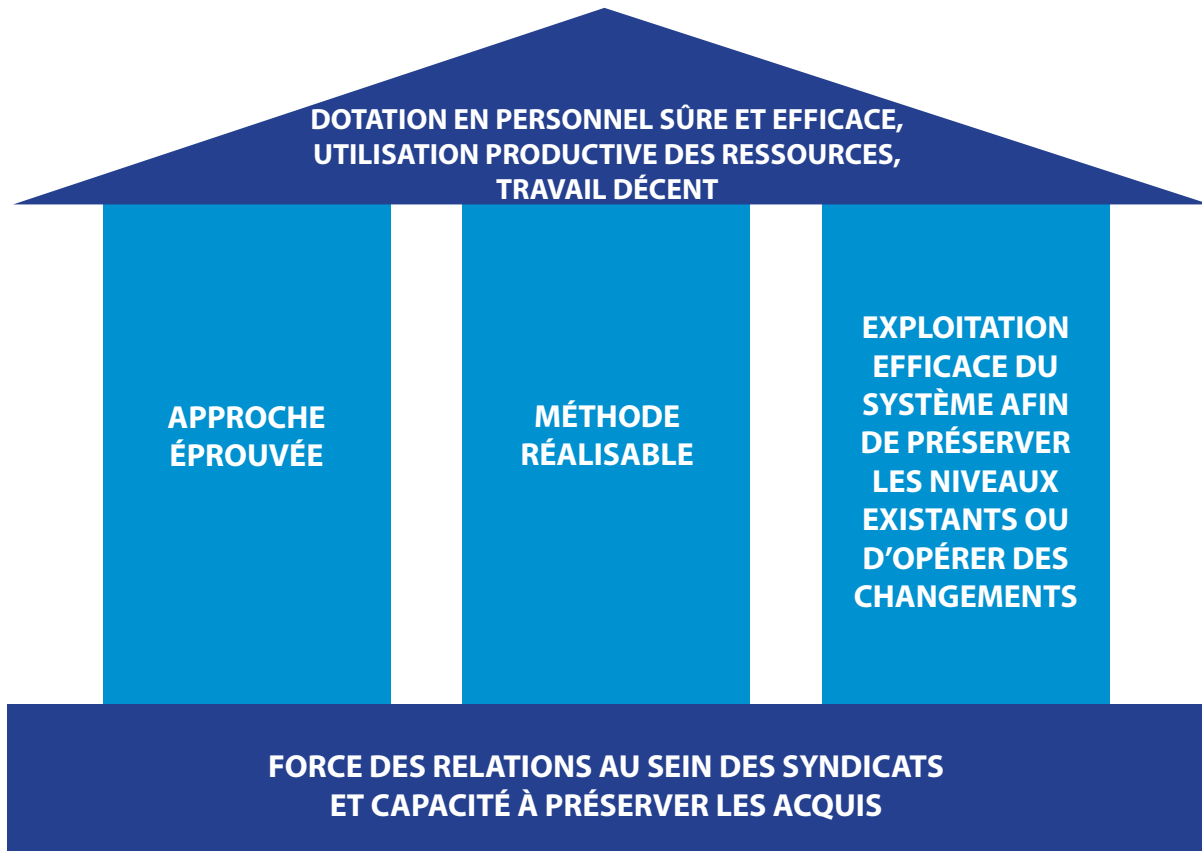 DOTATION EN PERSONNEL SÛRE ET EFFICACE,
UTILISATION PRODUCTIVE DES RESSOURCES,
TRAVAIL DÉCENT
APPROCHE
ÉPROUVÉE
MÉTHODE
RÉALISABLE
EXPLOITATION
EFFICACE DU
SYSTÈME AFIN
DE PRÉSERVER
LES NIVEAUX
EXISTANTS OU
D’OPÉRER DES
CHANGEMENTS
FORCE DES RELATIONS AU SEIN DES SYNDICATS
ET CAPACITÉ À PRÉSERVER LES ACQUIS